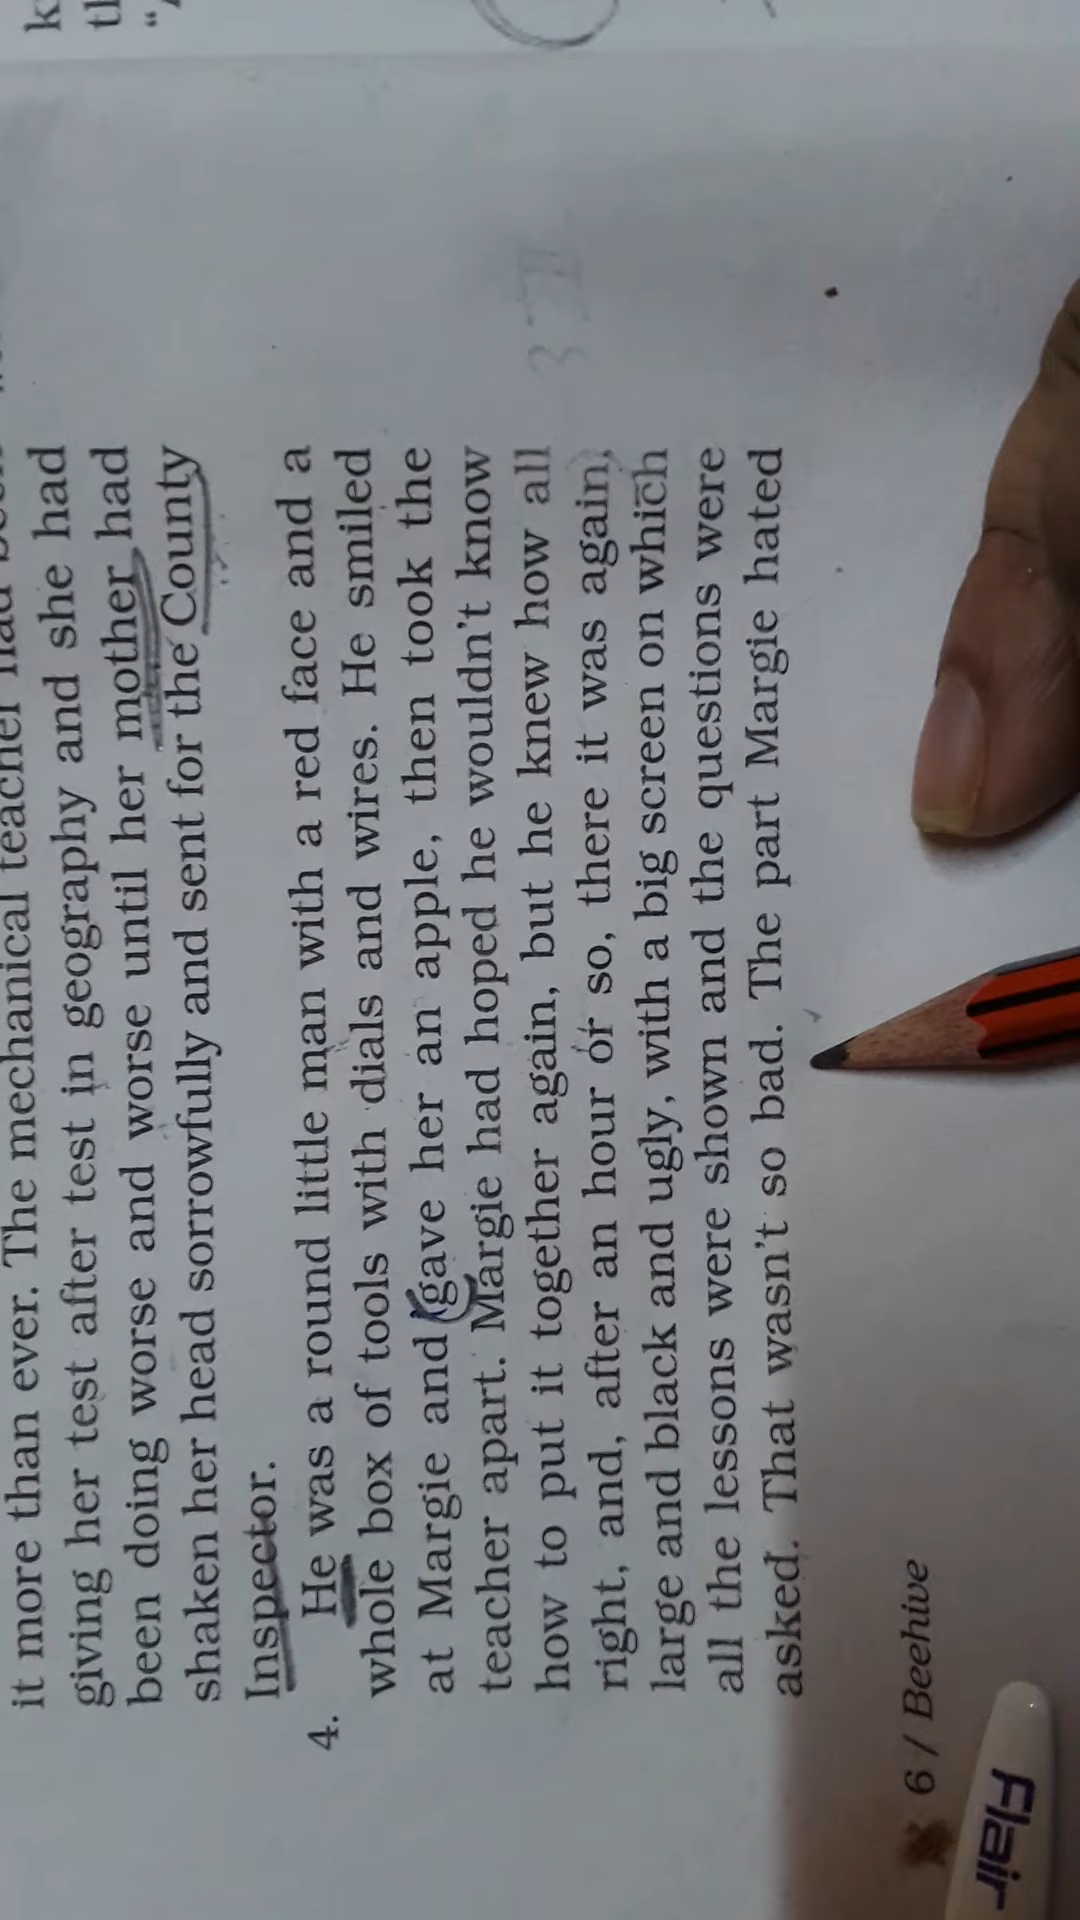 it more than ever. The mechanical teacher had
giving her test after test in geography and she had
been doing worse and worse until her mother had
shaken her head sorrowfully and sent for the County
Inspector.
4. He was a round little man with a red face and a
whole box of tools with dials and wires. He smiled
at Margie and gave her an apple, then took the
teacher apart. Margie had hoped he wouldn't know
how to put it together again, but he knew how all
right, and, after an hour or so, there it was again,
large and black and ugly, with a big screen on which
all the lessons were shown and the questions were
asked. That wasn't so bad. The part Margie hated
6 / Beehive
Flair